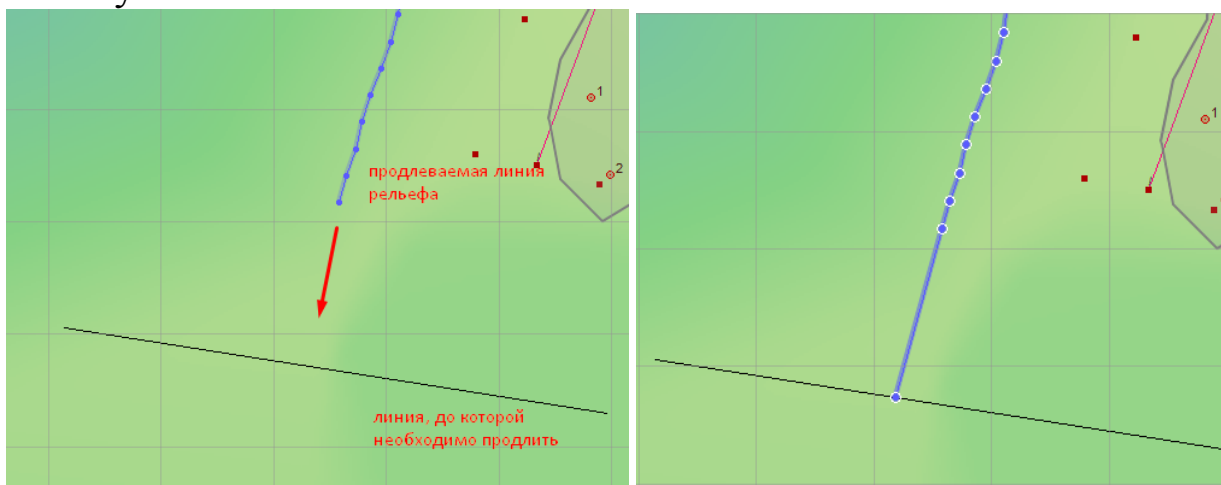 у
1
2
продлеваемая линия
рельефа
линия, до которой
необходимо продлить
1